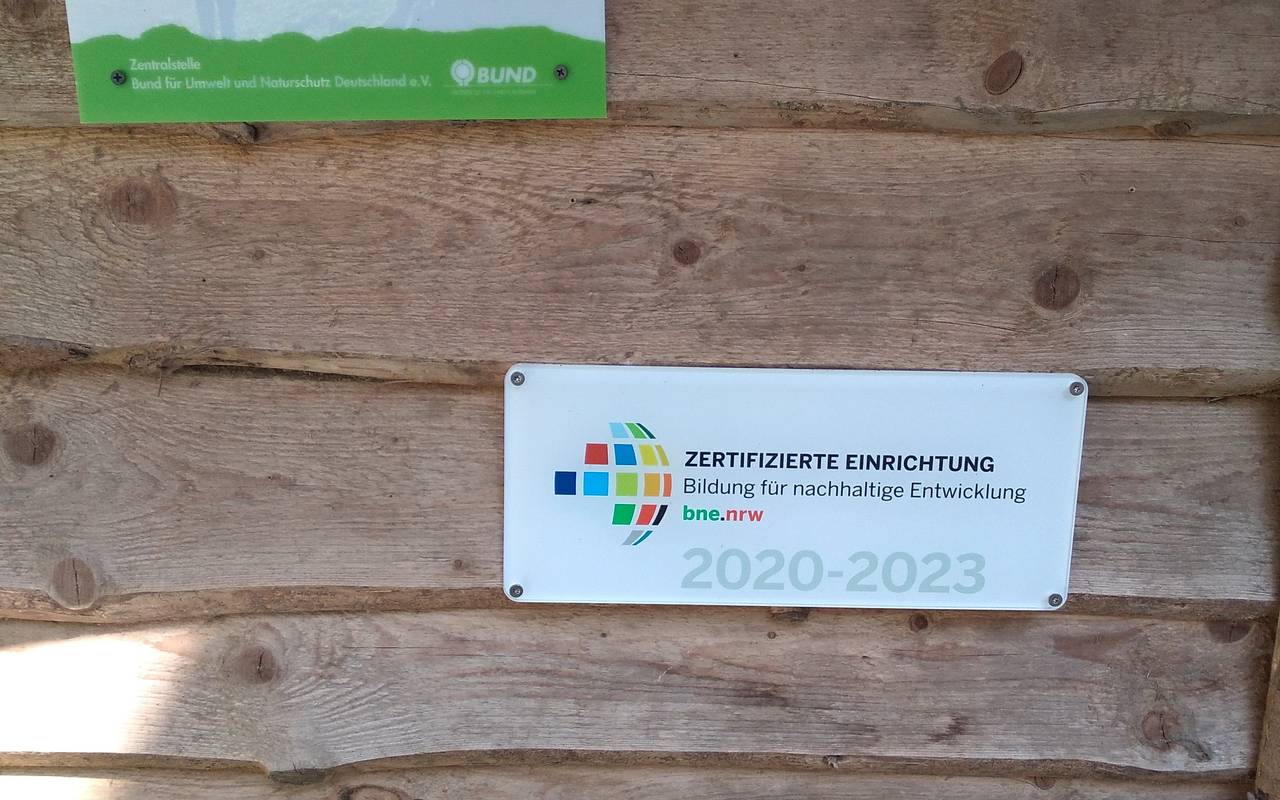 Zentralstelle
Bund für Umwelt und Naturschutz Deutschland e.V.
BUND
ZERTIFIZIERTE EINRICHTUNG
Bildung für nachhaltige Entwicklung
bne.nrw
2020-2023